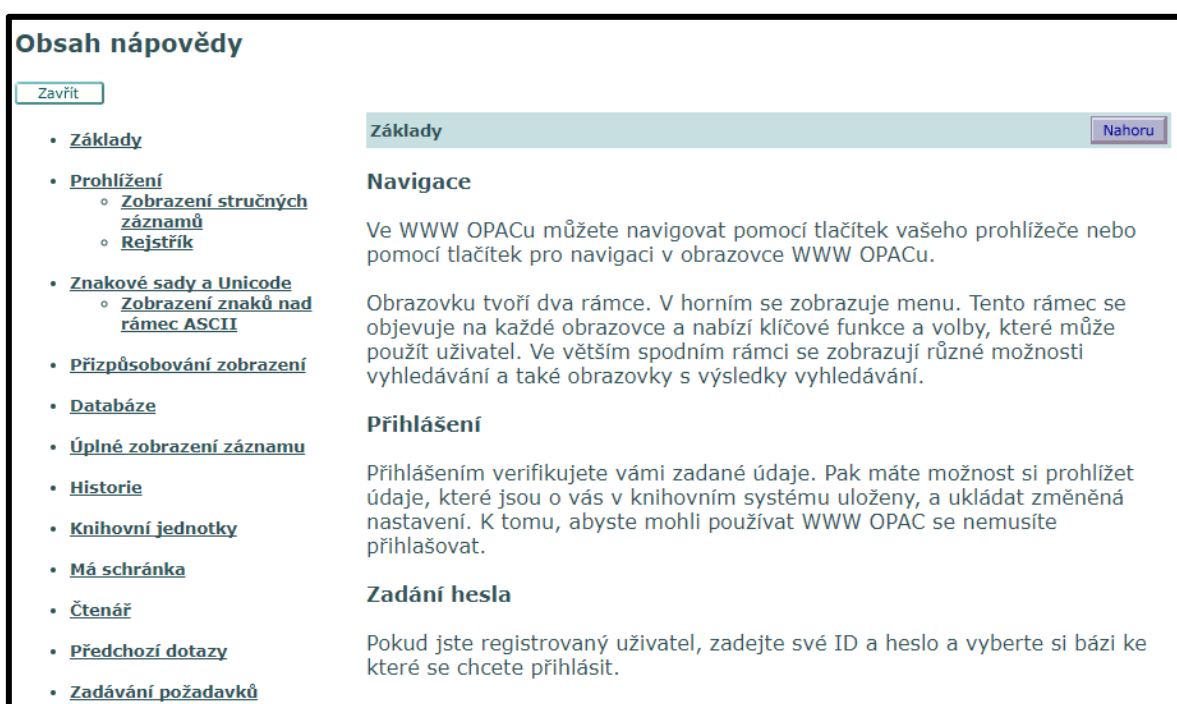 Obsah nápovědy
Zavřít
Základy
Prohlížení
Zobrazení stručných
záznamů
Rejstřík
Znakové sady a Unicode
Zobrazení znaků nad
rámec ASCII
Přizpůsobování zobrazení
Databáze
Úplné zobrazení záznamu
Historie
Knihovní jednotky
Má schránka
Čtenář
Předchozí dotazy
Zadávání požadavků
Základy
Nahoru
Navigace
Ve WWW OPACu můžete navigovat pomocí tlačítek vašeho prohlížeče nebo
pomocí tlačítek pro navigaci v obrazovce WWW OPACu.
Obrazovku tvoří dva rámce. V horním se zobrazuje menu. Tento rámec se
objevuje na každé obrazovce a nabízí klíčové funkce a volby, které může
použít uživatel. Ve větším spodním rámci se zobrazují různé možnosti
vyhledávání a také obrazovky s výsledky vyhledávání.
Přihlášení
Přihlášením verifikujete vámi zadané údaje. Pak máte možnost si prohlížet
údaje, které jsou o vás v knihovním systému uloženy, a ukládat změněná
nastavení. K tomu, abyste mohli používat WWW OPAC se nemusíte
přihlašovat.
Zadání hesla
Pokud jste registrovaný uživatel, zadejte své ID a heslo a vyberte si bázi ke
které se chcete přihlásit.